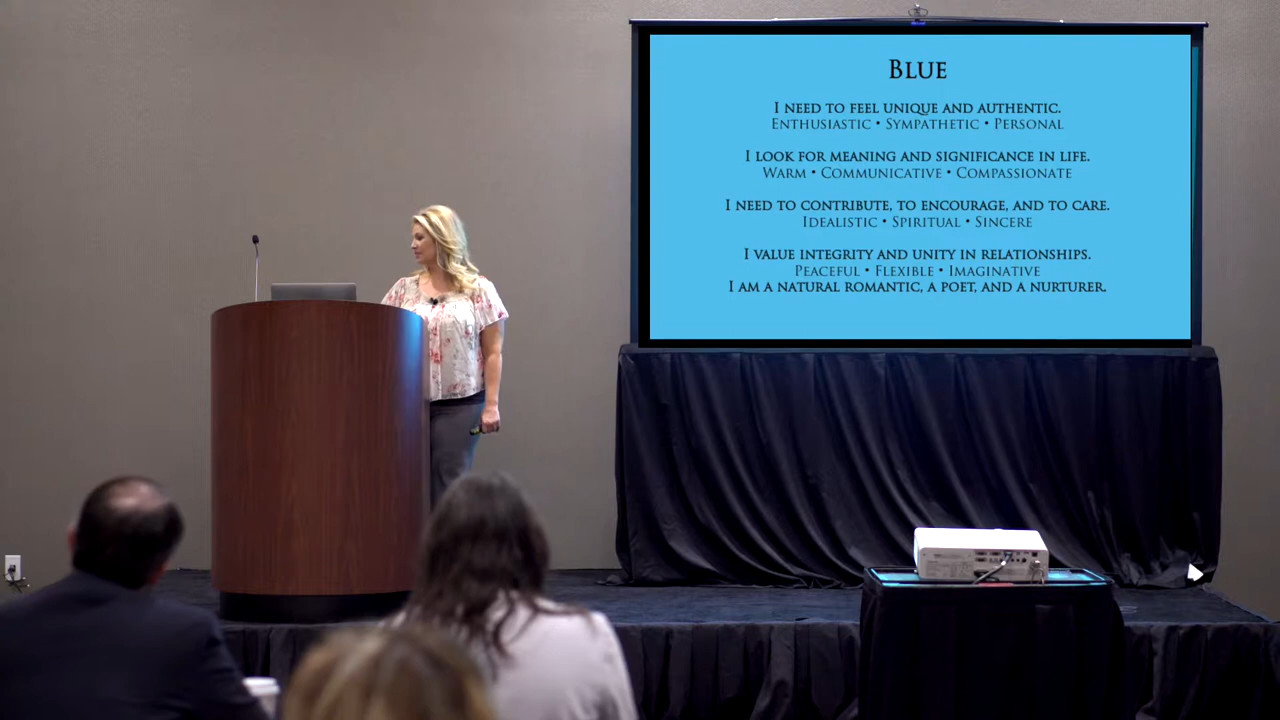 Blue
I need to feel unique and authentic.
Enthusiastic • Sympathetic • Personal
I look for meaning and significance in life.
Warm • Communicative • Compassionate
I need to contribute, to encourage, and to care.
Idealistic • Spiritual • Sincere
I value integrity and unity in relationships.
Peaceful • Flexible • Imaginative
I am a natural romantic, a poet, and a nurturer.